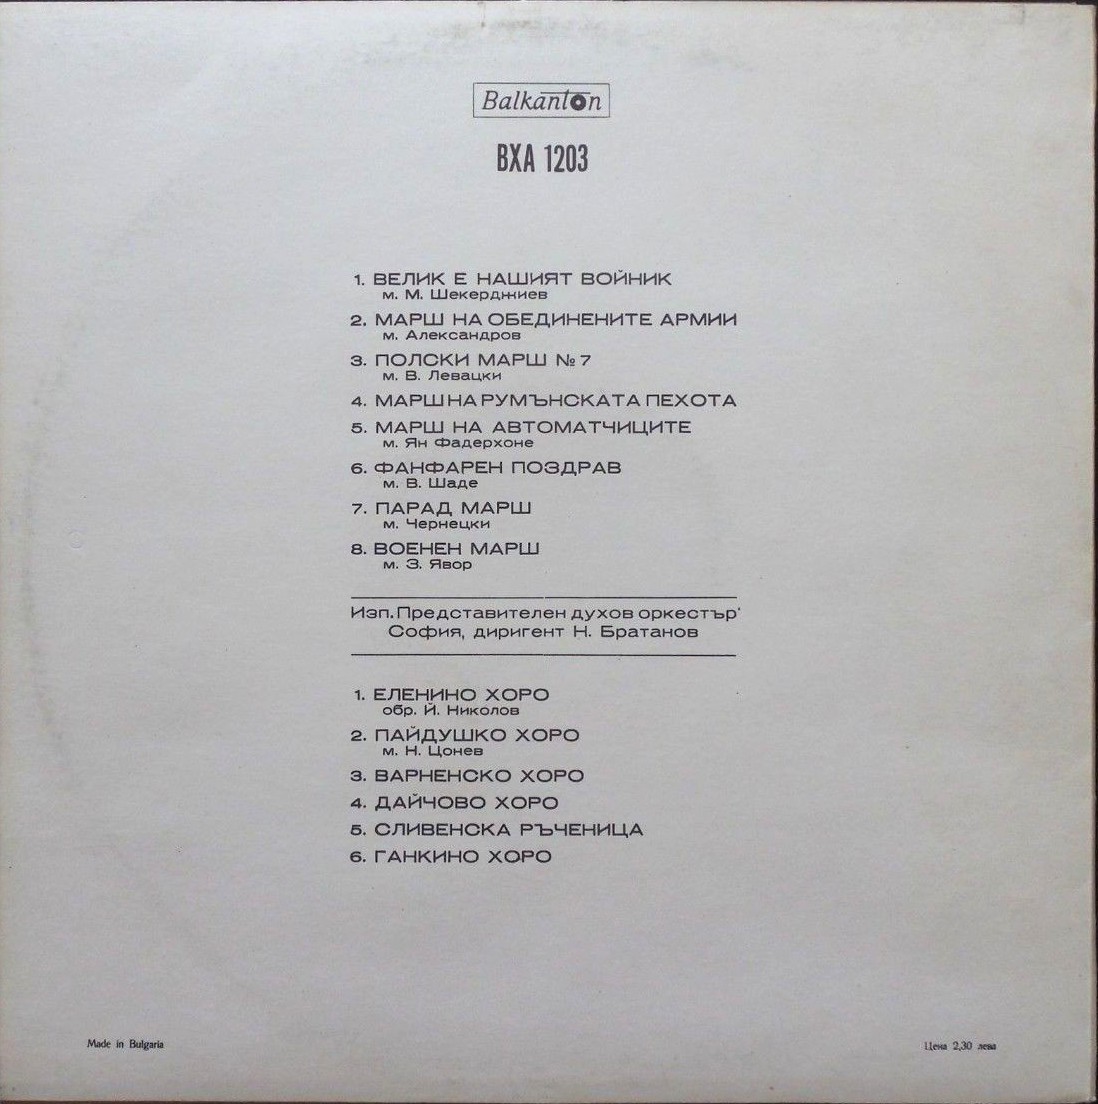 Balkanton
ВХА 1203
1. ВЕЛИК Е НАШИЯТ ВОЙНИК
м. М. Шекерджиев
2. МАРШ НА ОБЕДИНЕНИТЕ АРМИИ
м. Александров
3. ПОЛСКИ МАРШ № 7
м. В. Левацки
4. МАРШ НА РУМЪНСКАТА ПЕХОТА
5. МАРШ НА АВТОМАТЧИЦИТЕ
м. Ян Фадерхоне
6. ФАНФАРЕН ПОЗДРАВ
м. В. Шаде
7. ПАРАД МАРШ
м. Чернецки
8. ВОЕНЕН МАРШ
м. З. Явор
Изп. Представителен духов оркестър'
София, диригент Н. Братанов
1. ЕЛЕНИНО ХОРО
обр. Й. Николов
2. ПАЙДУШКО ХОРО
м. Н. Цонев
3. ВАРНЕНСКО ХОРО
4. ДАЙЧОВО ХОРО
5. СЛИВЕНСКА РЪЧЕНИЦА
6. ГАНКИНО ХОРО
Made in Bulgaria
Цена 2,30 лева